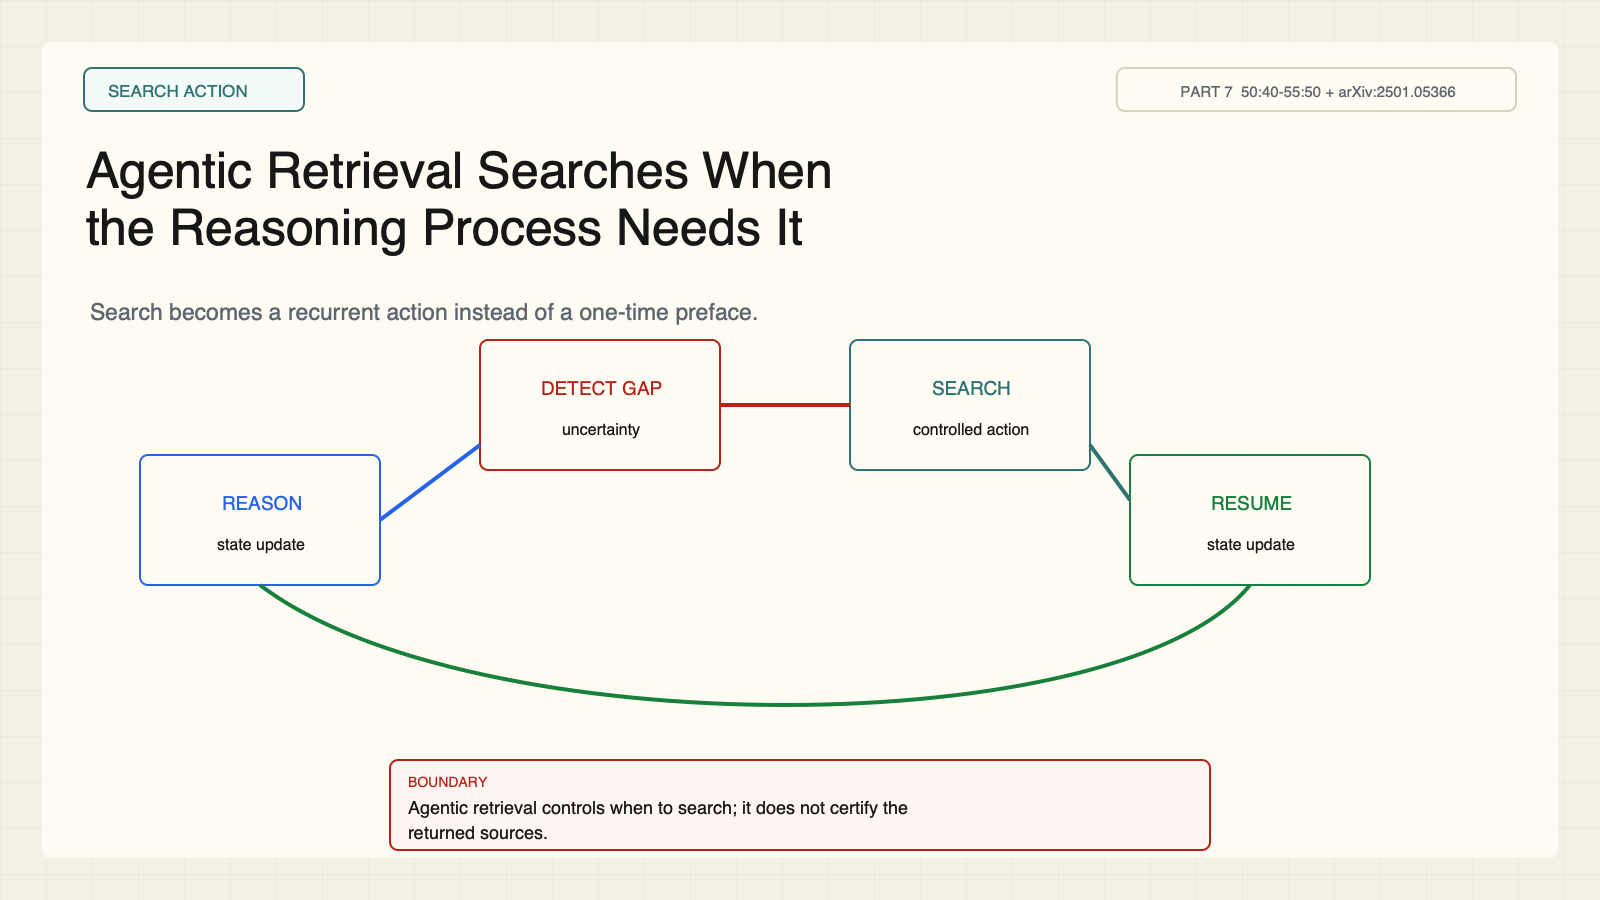 SEARCH ACTION
PART 7  50:40-55:50 + arXiv:2501.05366
Agentic Retrieval Searches When
the Reasoning Process Needs It
Search becomes a recurrent action instead of a one-time preface.
DETECT GAP
uncertainty
SEARCH
controlled action
REASON
state update
RESUME
state update
BOUNDARY
Agentic retrieval controls when to search; it does not certify the
returned sources.